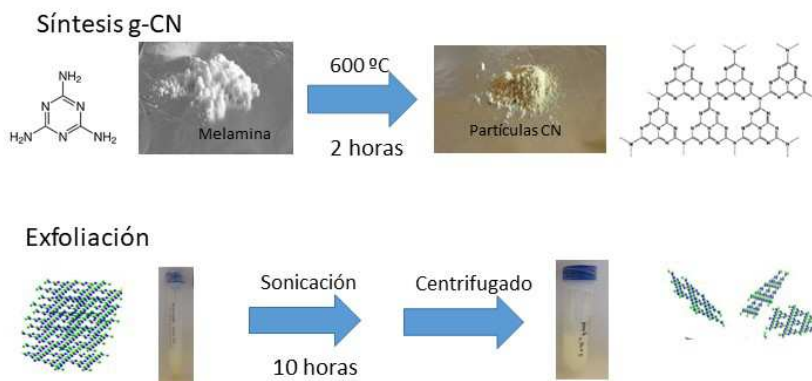 Síntesis g-CN
NH₂
N
N
H₂N
N
NH₂
Melamina
600 ºC
2 horas
Partículas CN
Exfoliación
Sonicación
10 horas
Centrifugado